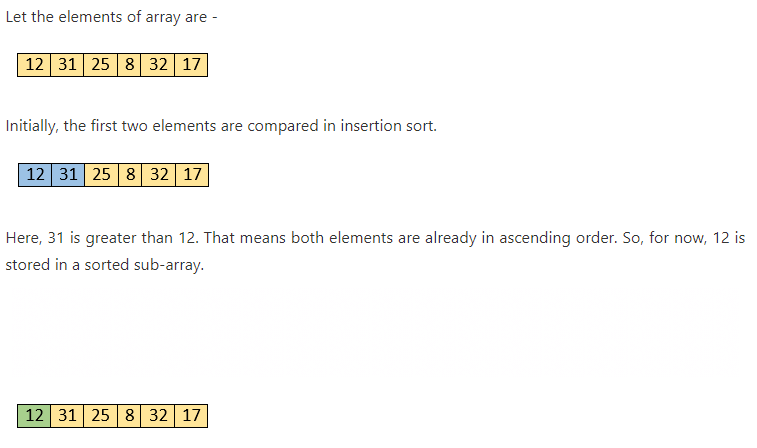 Let the elements of array are -
12 31 25 8 32 17
Initially, the first two elements are compared in insertion sort.
12 31 25 8 32 17
Here, 31 is greater than 12. That means both elements are already in ascending order. So, for now, 12 is
stored in a sorted sub-array.
12 31 25 8 32 17